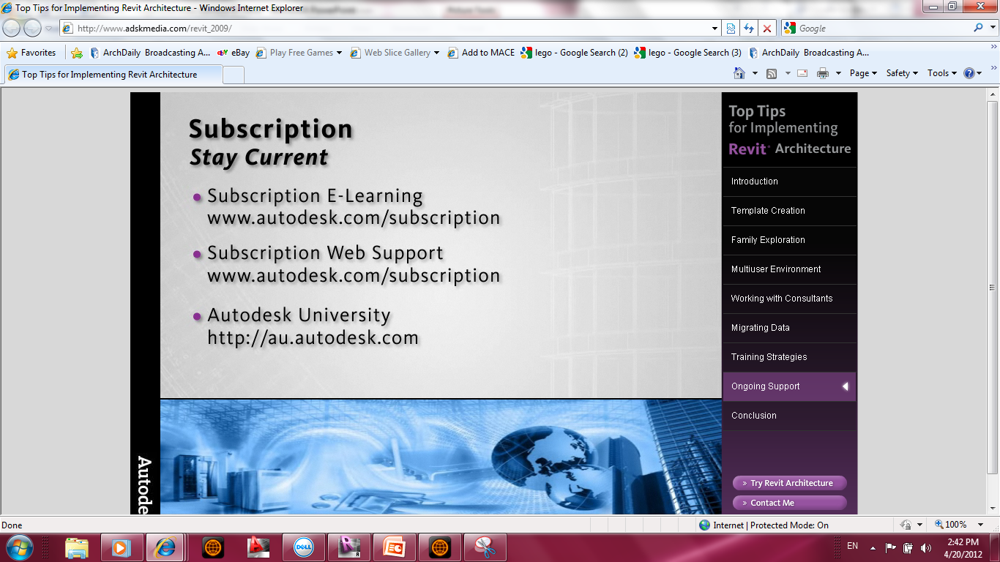 Top Tips for Implementing Revit Architecture - Windows Internet Explorer
http://www.adskmedia.com/revit_2009/
Google
Favorites
ArchDaily Broadcasting A...
eBay
Play Free Games
Web Slice Gallery
Add to MACE
lego - Google Search (2)
lego - Google Search (3)
ArchDaily Broadcasting A...
Top Tips for Implementing Revit Architecture
Page
Safety
Tools
Subscription
Stay Current
Subscription E-Learning
www.autodesk.com/subscription
Subscription Web Support
www.autodesk.com/subscription
Autodesk University
http://au.autodesk.com
Autode
Top Tips
for Implementing
Revit Architecture
Introduction
Template Creation
Family Exploration
Multiuser Environment
Working with Consultants
Migrating Data
Training Strategies
Ongoing Support
Conclusion
» Try Revit Architecture
» Contact Me
Done
Internet | Protected Mode: On
100%
DELL
EN
2:42 PM
4/20/2012